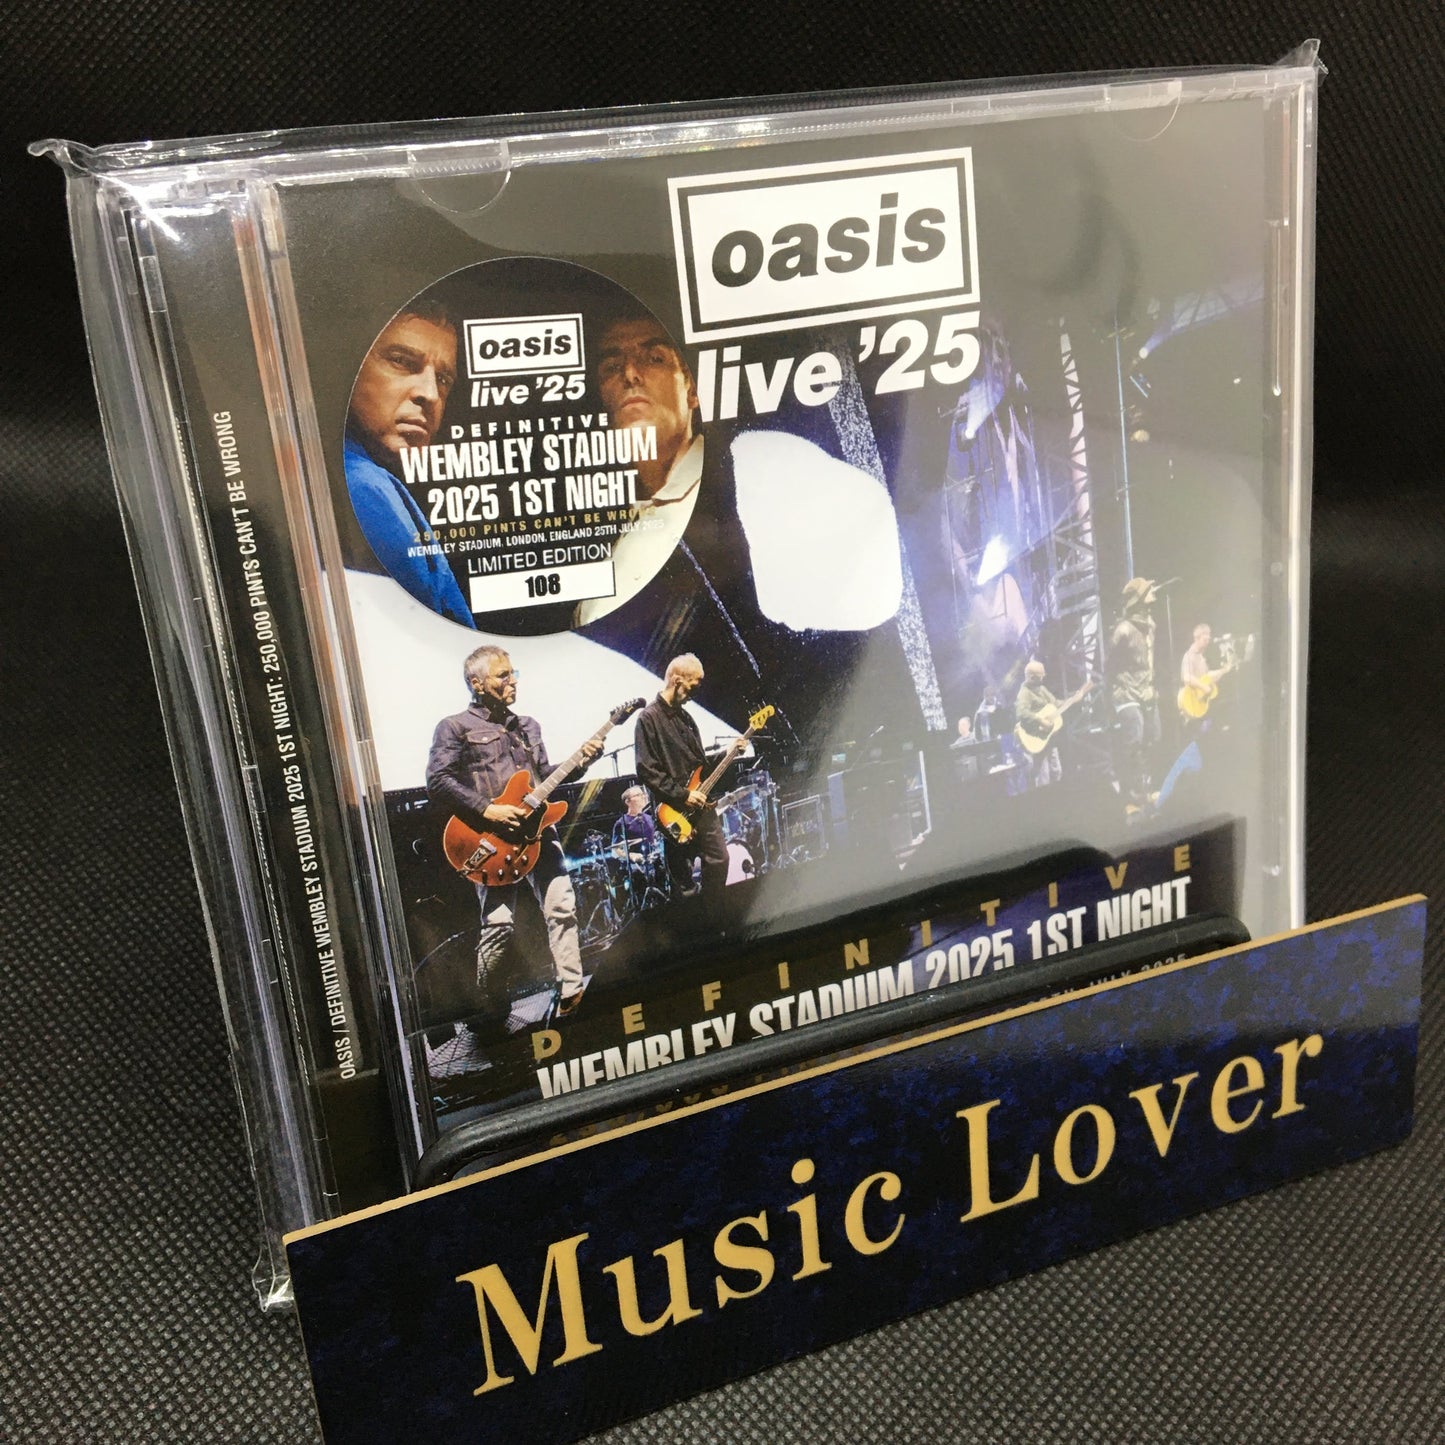 oasis
live '25
oasis
live '25
DEFINITIVE
WEMBLEY STADIUM
2025 1ST NIGHT
250,000 PINTS CAN'T BE WRONG
WEMBLEY STADIUM, LONDON, ENGLAND 25TH JULY 2025
LIMITED EDITION
108
OASIS / DEFINITIVE WEMBLEY STADIUM 2025 1ST NIGHT: 250,000 PINTS CAN'T BE WRONG
DEFINITIVE
WEMBLEY STADIUM 2025 1ST NIGHT
JULY 2025
Music Lover